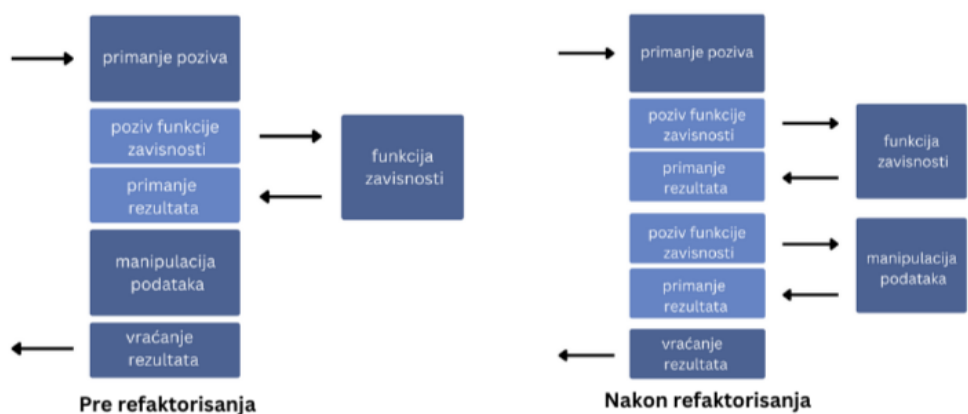 primanje poziva
poziv funkcije
zavisnosti
primanje
rezultata
manipulacija
podataka
vraćanje
rezultata
funkcija
zavisnosti
Pre refaktorisanja
primanje poziva
poziv funkcije
zavisnosti
primanje
rezultata
poziv funkcije
zavisnosti
primanje
rezultata
vraćanje
rezultata
funkcija
zavisnosti
manipulacija
podataka
Nakon refaktorisanja